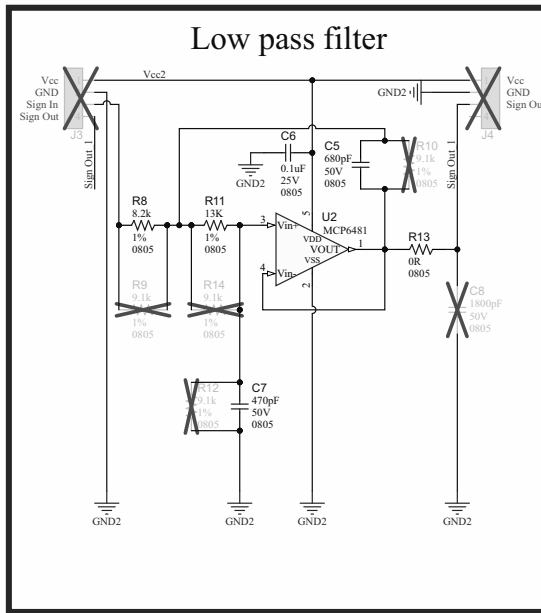 Low pass filter
Vcc
GND
Sign In
Sign Out
J3
Vcc2
Sign Out 1
GND2
Vcc
GND
Sign Ou
J4
Sign Out 1
C6
0.1uF
25V
0805
GND2
C5
680pF
50V
0805
R10
9.1k
1%
0805
R8
8.2k
1%
0805
R11
13K
1%
0805
3
Vin+
4
Vin-
5
VDD
VOUT
VSS
2
1
U2
MCP6481
R13
0R
0805
R9
9.1k
1%
0805
R14
9.1k
1%
0805
C8
1800pF
50V
0805
R12
9.1k
1%
0805
C7
470pF
50V
0805
GND2
GND2
GND2
GND2